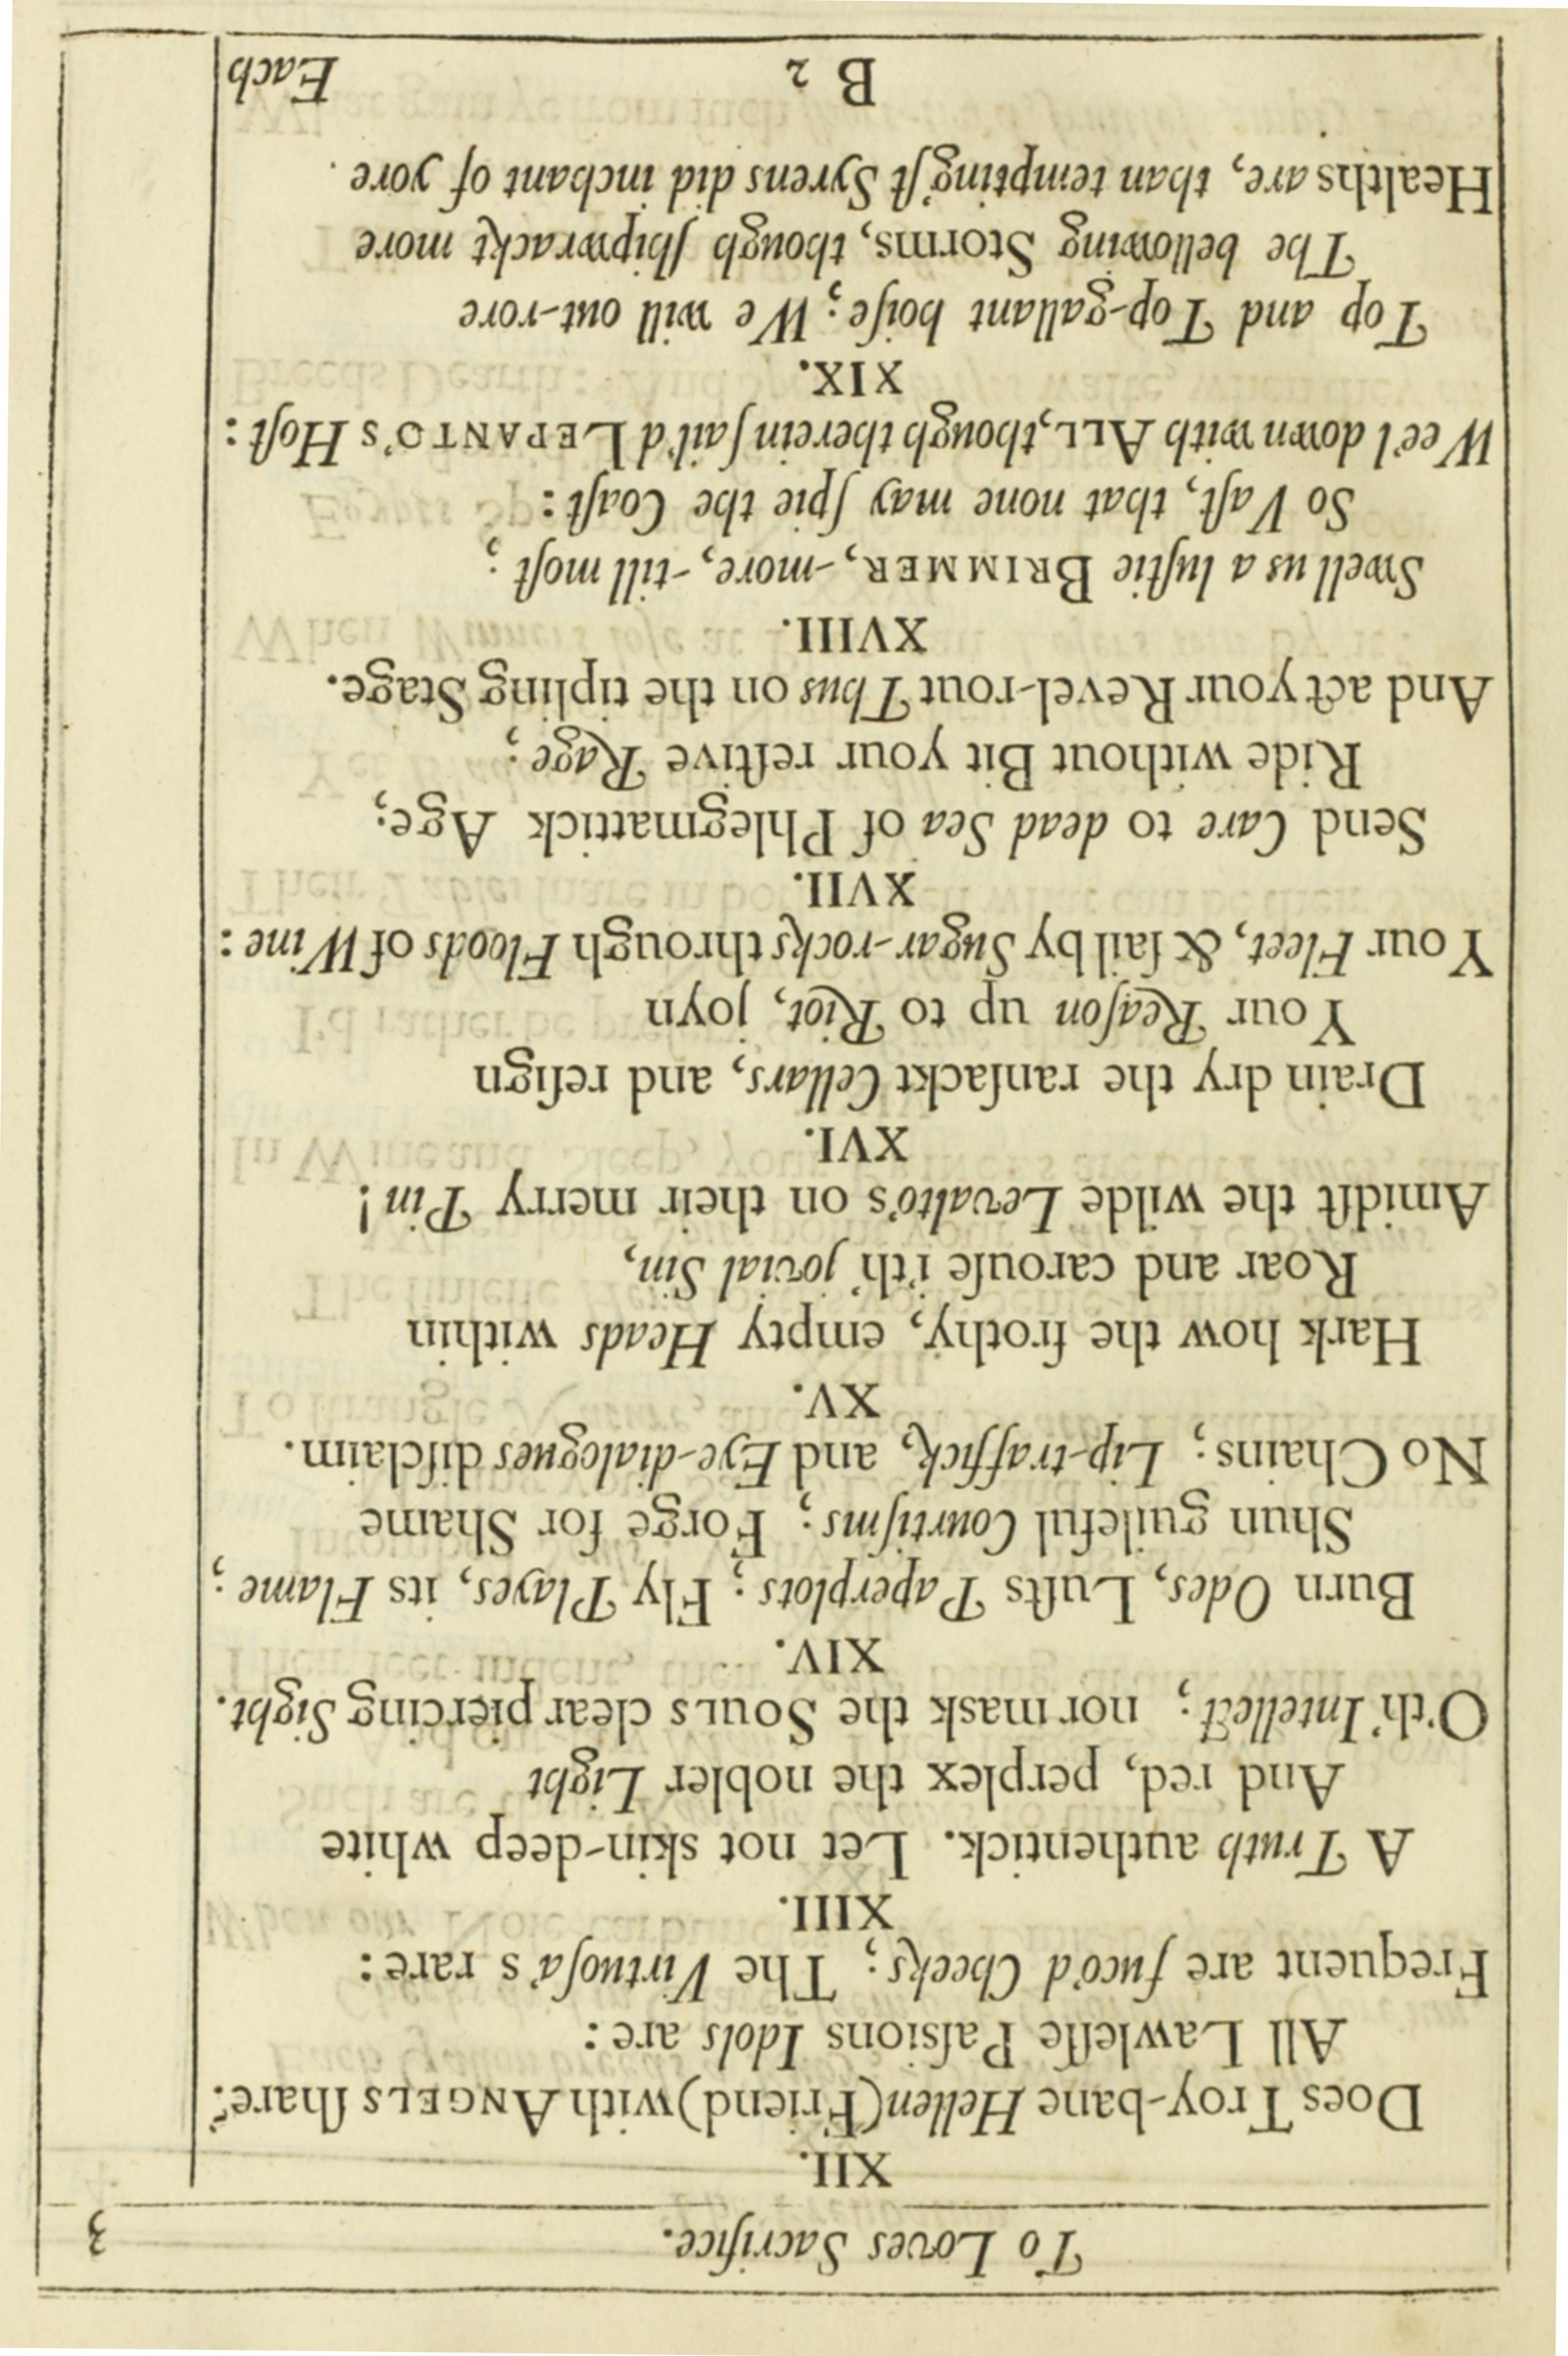 To Loves Sacrifice. 3
XII.
Does Troy-bane Hellen (Friend) with ANGELS ſhare?
All Lawleſſe Paſsions Idols are:
Frequent are fuco'd Cheeks; The Virtuoſa's rare:
XIII.
A Truth authentick. Let not skin-deep white
And red, perplex the nobler Light
O'th' Intellect; nor mask the SOULS clear piercing Sight.
XIV.
Burn Odes, Luſts Paperplots; Fly Playes, its Flame;
Shun guileful Courtiſms; Forge for Shame
No Chains; Lip-traffick, and Eye-dialogues diſclaim.
XV.
Hark how the frothy, empty Heads within
Roar and carouſe i'th' jovial Sin,
Amidſt the wilde Levalto's on their merry Pin!
XVI.
Drain dry the ranſackt Cellars, and reſign
Your Reaſon up to Riot, joyn
Your Fleet, & ſail by Sugar-rocks through Floods of Wine:
XVII.
Send Care to dead Sea of Phlegmattick Age;
Ride without Bit your reſtive Rage;
And act your Revel-rout Thus on the tipling Stage.
XVIII.
Swell us a luſtie BRIMMER,-more,-till moſt;
So Vaſt, that none may ſpie the Coaſt:
Wee'l down with ALL, though therein ſail'd LEPANTO'S Hoſt:
XIX.
Top and Top-gallant hoiſe; We will out-rore
The bellowing Storms, though ſhipwrackt more
Healths are, than tempting'ſt Syrens did inchant of yore.
B 2 Each